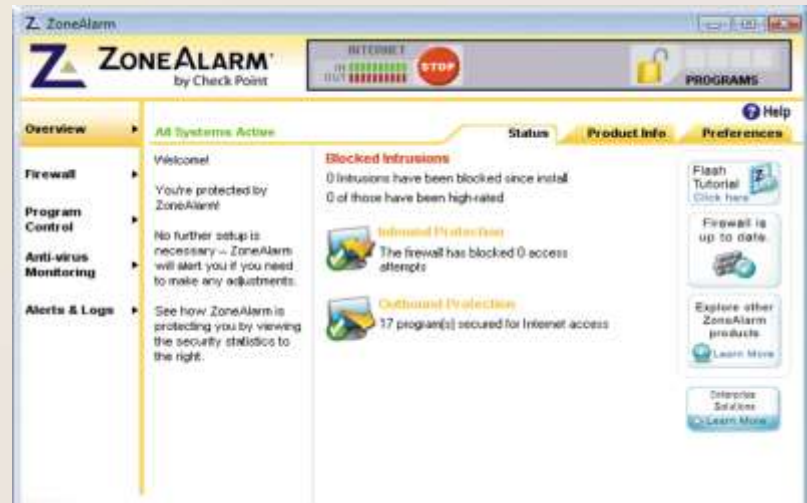 Z ZoneAlarm
ZONEALARM
by Check Point
INTERNET
IN
OUT
STOP
PROGRAMS
Help
Overview
All Systems Active
Status
Product Info
Preferences
Firewall
Program
Control
Anti-virus
Monitoring
Alerts & Logs
Welcome!
You're protected by
ZoneAlarm!
No further setup is
necessary -- ZoneAlarm
will alert you if you need
to make any adjustments.
See how ZoneAlarm is
protecting you by viewing
the security statistics to
the right.
Blocked Intrusions
0 Intrusions have been blocked since install
0 of those have been high-rated
Inbound Protection
The firewall has blocked 0 access
attempts
Outbound Protection
17 program(s) secured for Internet access
Flash
Tutorial
Click here
Firewall is
up to date.
Explore other
ZoneAlarm
products
Learn More
Enterprise
Solutions
Learn More